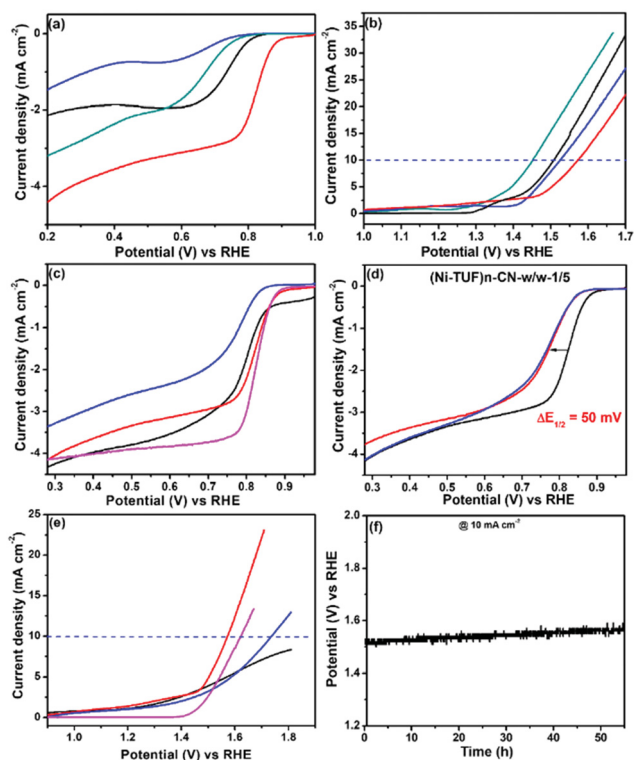 (a)
Current density (mA cm⁻²)
0
-2
-4
0.2 0.4 0.6 0.8 1.0
Potential (V) vs RHE
(b)
Current density (mA cm⁻²)
35
30
25
20
15
10
5
0
1.0 1.1 1.2 1.3 1.4 1.5 1.6 1.7
Potential (V) vs RHE
(c)
Current density (mA cm⁻²)
0
-1
-2
-3
-4
0.3 0.4 0.5 0.6 0.7 0.8 0.9
Potential (V) vs RHE
(d)
(Ni-TUF)n-CN-w/w-1/5
Current density (mA cm⁻²)
0
-1
-2
-3
-4
ΔE1/2 = 50 mV
0.3 0.4 0.5 0.6 0.7 0.8 0.9
Potential (V) vs RHE
(e)
Current density (mA cm⁻²)
25
20
15
10
5
0
1.0 1.2 1.4 1.6 1.8
Potential (V) vs RHE
(f)
@ 10 mA cm⁻²
Potential (V) vs RHE
2.0
1.8
1.6
1.4
1.2
0 10 20 30 40 50
Time (h)